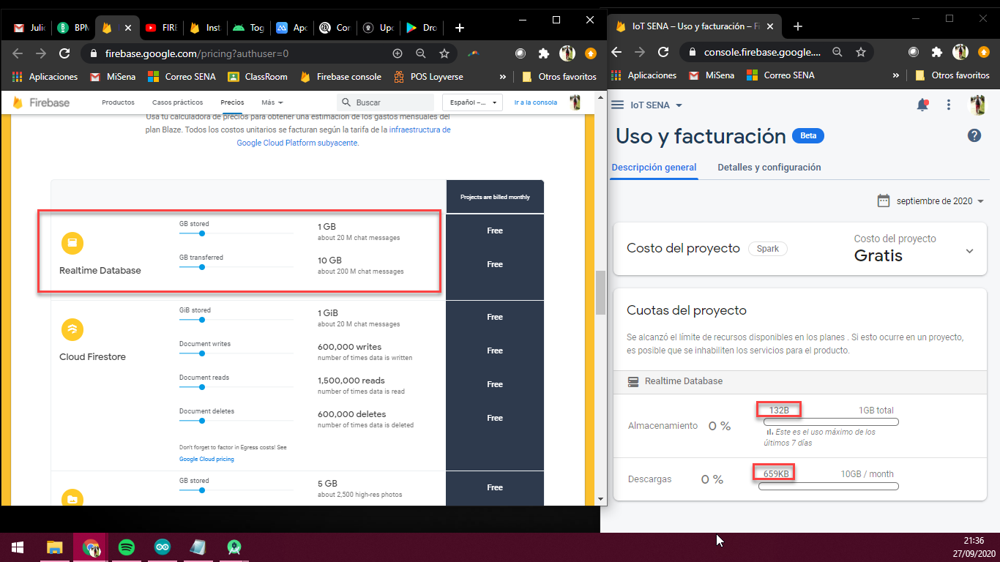 Julio
BPM
FIRE
Inst
Tog
Apc
Cor
Upc
Dro
firebase.google.com/pricing?authuser=0
Aplicaciones
MiSena
Correo SENA
ClassRoom
Firebase console
POS Loyverse
»
Otros favoritos
Firebase
Productos
Casos prácticos
Precios
Más
Buscar
Español –...
Ir a la consola
Usa tu calculadora de precios para obtener una estimación de los gastos mensuales del
plan Blaze. Todos los costos unitarios se facturan según la tarifa de la infraestructura de
Google Cloud Platform subyacente.
Projects are billed monthly
Realtime Database
GB stored
1 GB
about 20 M chat messages
Free
GB transferred
10 GB
about 200 M chat messages
Free
Cloud Firestore
GiB stored
1 GiB
about 20 M chat messages
Free
Document writes
600,000 writes
number of times data is written
Free
Document reads
1,500,000 reads
number of times data is read
Free
Document deletes
600,000 deletes
number of times data is deleted
Free
Don't forget to factor in Egress costs! See
Google Cloud pricing
GB stored
5 GB
about 2,500 high-res photos
Free
IoT SENA – Uso y facturación – Fi
console.firebase.google....
Aplicaciones
MiSena
Correo SENA
»
Otros favoritos
IoT SENA
Uso y facturación
Beta
Descripción general
Detalles y configuración
septiembre de 2020
Costo del proyecto
Spark
Costo del proyecto
Gratis
Cuotas del proyecto
Se alcanzó el límite de recursos disponibles en los planes . Si esto ocurre en un proyecto,
es posible que se inhabiliten los servicios para el producto.
Realtime Database
Almacenamiento
0 %
132B
1GB total
Este es el uso máximo de los
últimos 7 días
Descargas
0 %
659KB
10GB / month
21:36
27/09/2020